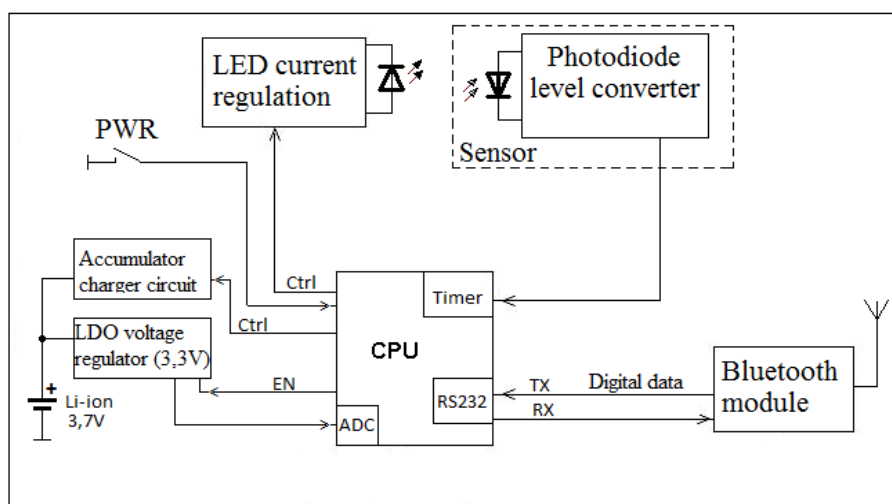 LED current
regulation
Photodiode
level converter
Sensor
PWR
Accumulator
charger circuit
LDO voltage
regulator (3,3V)
+
Li-ion
3,7V
Ctrl
Ctrl
EN
Timer
CPU
RS232
ADC
TX
Digital data
RX
Bluetooth
module